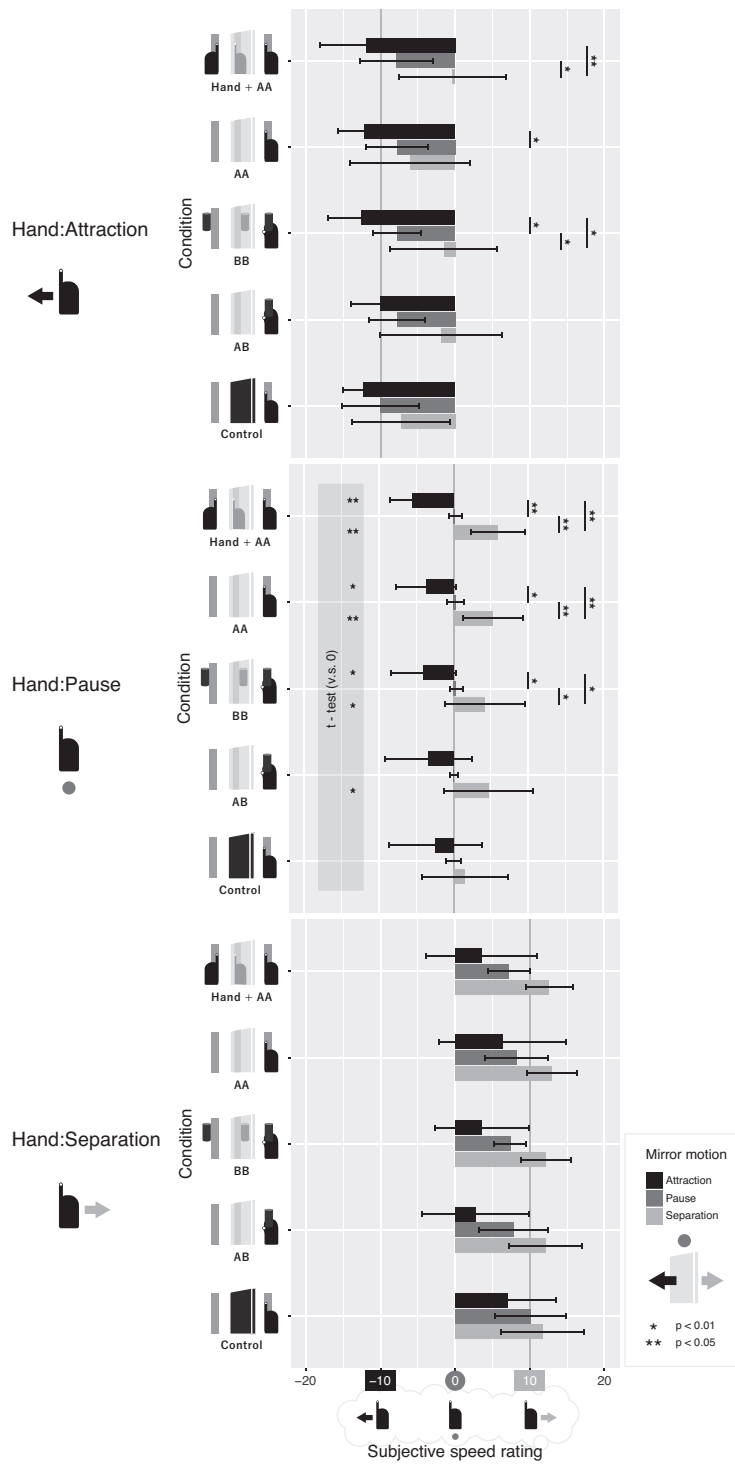 Hand:Attraction
Condition
Hand + AA
**
*
AA
*
BB
*
*
*
AB
Control
Hand:Pause
Condition
t - test (v.s. 0)
Hand + AA
**
**
**
**
**
AA
*
**
*
**
**
BB
*
*
*
*
*
AB
*
Control
Hand:Separation
Condition
Hand + AA
AA
BB
AB
Control
−20
−10
0
10
20
Subjective speed rating
Mirror motion
Attraction
Pause
Separation
* p < 0.01
** p < 0.05